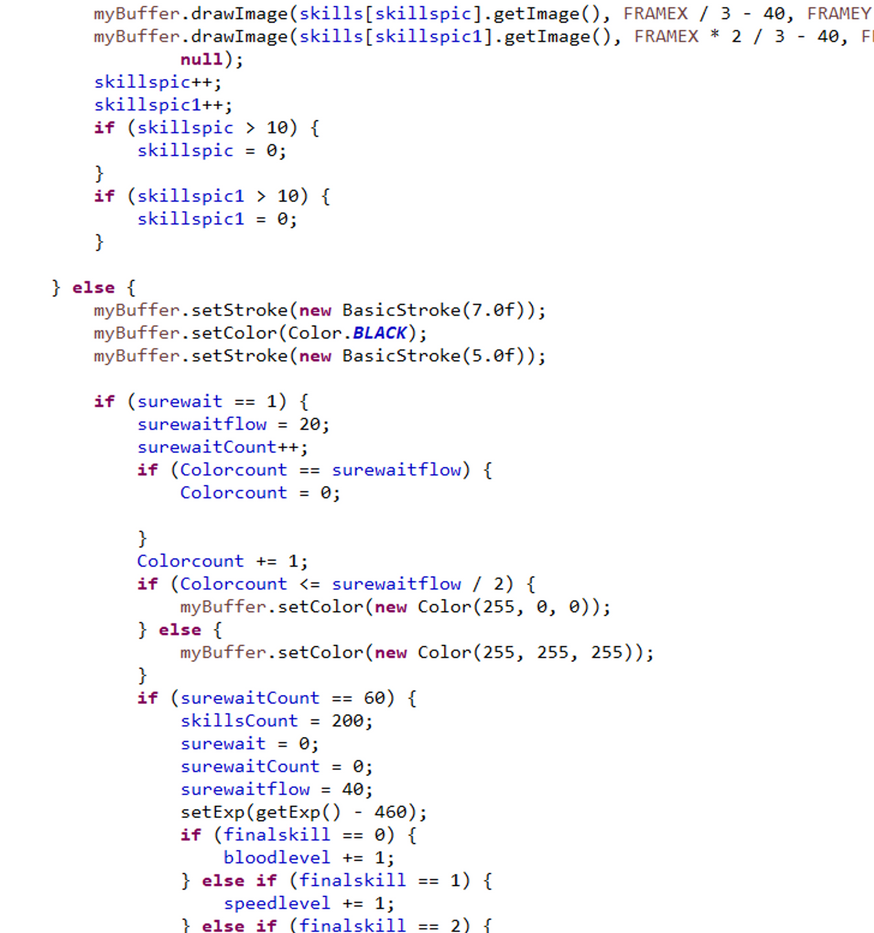 myBuffer.drawImage(skills[skillspic].getImage(), FRAMEX / 3 - 40, FRAMEY
myBuffer.drawImage(skills[skillspic1].getImage(), FRAMEX * 2 / 3 - 40,
null);
skillspic++;
skillspic1++;
if (skillspic > 10) {
skillspic = 0;
}
if (skillspic1 > 10) {
skillspic1 = 0;
}
} else {
myBuffer.setStroke(new BasicStroke(7.0f));
myBuffer.setColor(Color.BLACK);
myBuffer.setStroke(new BasicStroke(5.0f));
if (surewait == 1) {
surewaitflow = 20;
surewaitCount++;
if (Colorcount == surewaitflow) {
Colorcount = 0;
}
Colorcount += 1;
if (Colorcount <= surewaitflow / 2) {
myBuffer.setColor(new Color(255, 0, 0));
} else {
myBuffer.setColor(new Color(255, 255, 255));
}
if (surewaitCount == 60) {
skillsCount = 200;
surewait = 0;
surewaitCount = 0;
surewaitflow = 40;
setExp(getExp() - 460);
if (finalskill == 0) {
bloodlevel += 1;
} else if (finalskill == 1) {
speedlevel += 1;
} else if (finalskill == 2) {